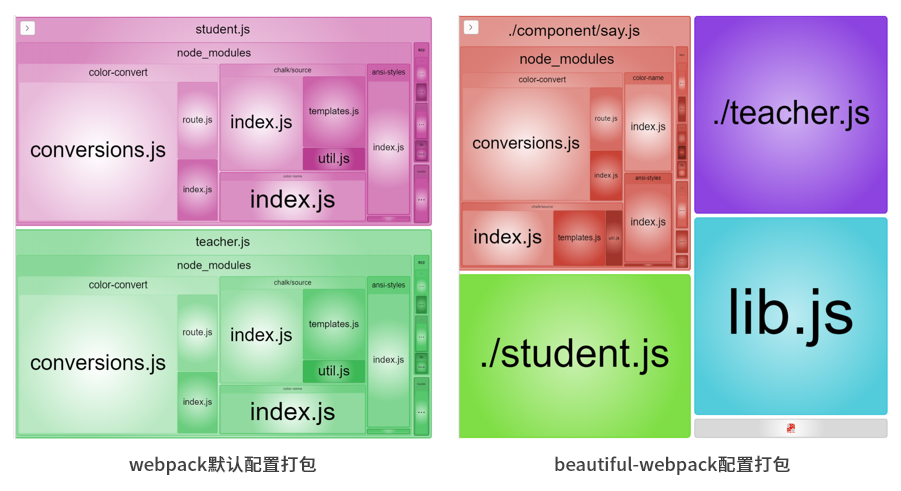 student.js
node_modules
color-convert
chalk/source
ansi-styles
conversions.js
route.js
index.js
index.js
templates.js
util.js
index.js
color-name
index.js
teacher.js
node_modules
color-convert
chalk/source
ansi-styles
conversions.js
route.js
index.js
index.js
templates.js
util.js
index.js
color-name
index.js
webpack默认配置打包
./component/say.js
node_modules
color-convert
color-name
conversions.js
route.js
index.js
index.js
ansi-styles
index.js
chalk/source
index.js
templates.js
util.js
./teacher.js
./student.js
lib.js
beautiful-webpack配置打包